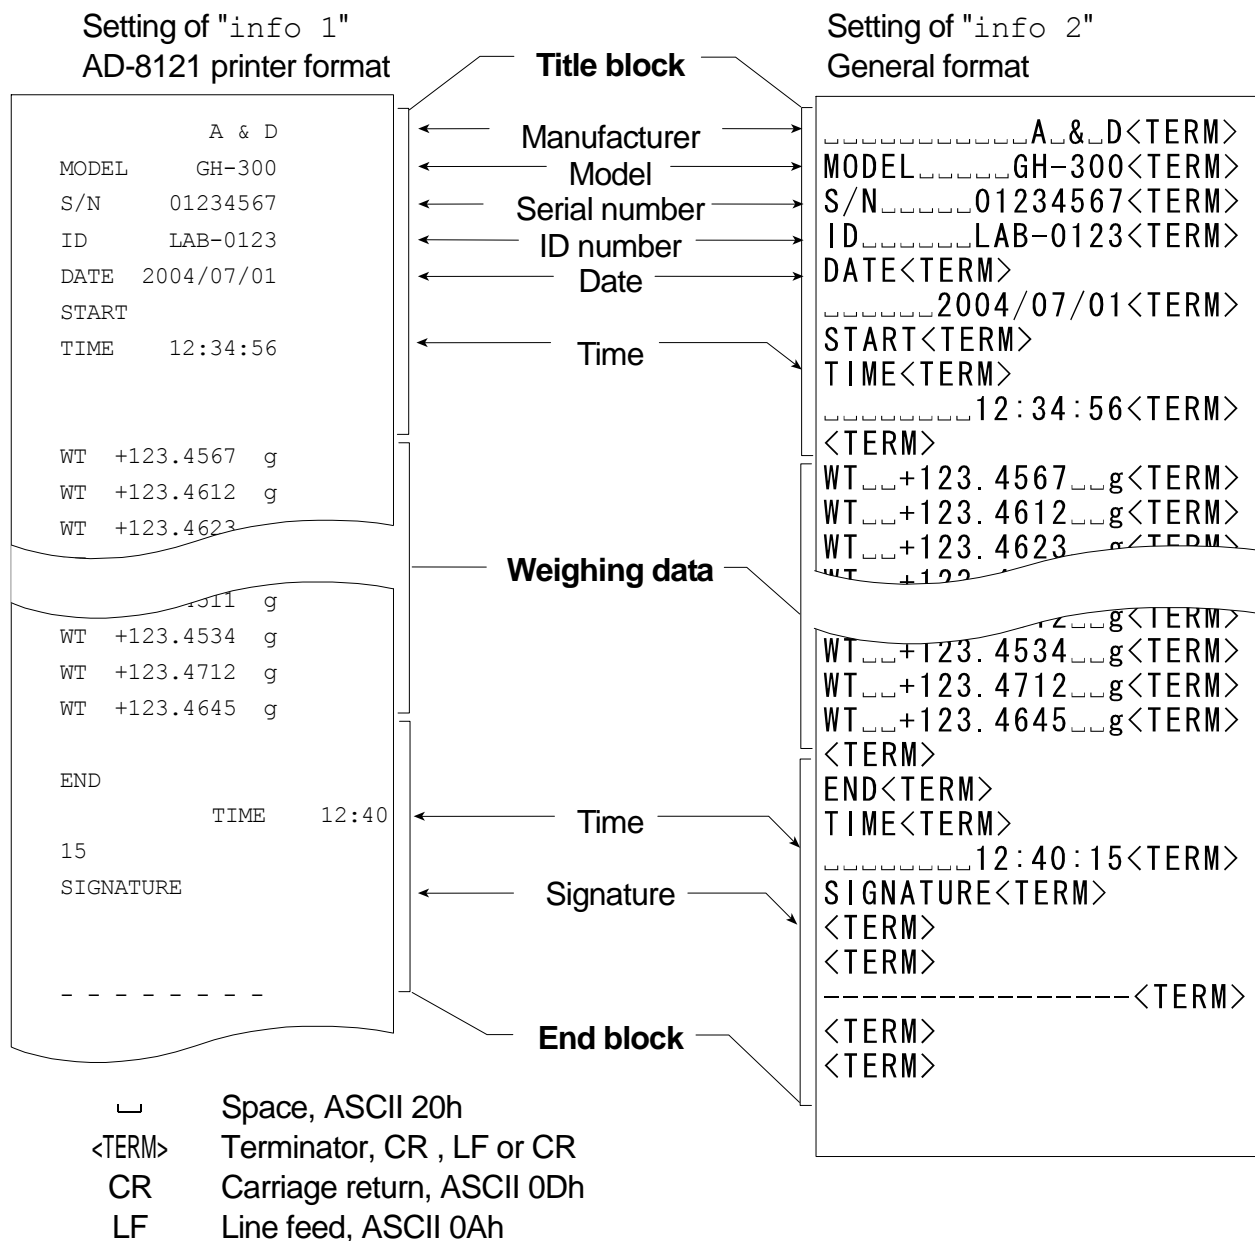 Setting of "info 1"
AD-8121 printer format
A & D
MODEL GH-300
S/N 01234567
ID LAB-0123
DATE 2004/07/01
START
TIME 12:34:56
WT +123.4567 g
WT +123.4612 g
WT +123.4623
g
WT +123.4534 g
WT +123.4712 g
WT +123.4645 g
END
TIME 12:40
15
SIGNATURE
- - - - - - - -
Title block
Manufacturer
Model
Serial number
ID number
Date
Time
Weighing data
Time
Signature
End block
Setting of "info 2"
General format
␣␣␣␣␣␣␣␣␣␣␣␣A␣&␣D<TERM>
MODEL␣␣␣␣␣GH-300<TERM>
S/N␣␣␣␣␣01234567<TERM>
ID␣␣␣␣␣␣LAB-0123<TERM>
DATE<TERM>
␣␣␣␣␣␣2004/07/01<TERM>
START<TERM>
TIME<TERM>
␣␣␣␣␣␣␣␣12:34:56<TERM>
<TERM>
WT␣␣+123.4567␣␣g<TERM>
WT␣␣+123.4612␣␣g<TERM>
WT␣␣+123.4623 g<TERM>
WT
␣␣g<TERM>
WT␣␣+123.4534␣␣g<TERM>
WT␣␣+123.4712␣␣g<TERM>
WT␣␣+123.4645␣␣g<TERM>
<TERM>
END<TERM>
TIME<TERM>
␣␣␣␣␣␣␣␣12:40:15<TERM>
SIGNATURE<TERM>
<TERM>
<TERM>
----------------<TERM>
<TERM>
<TERM>
␣ Space, ASCII 20h
<TERM> Terminator, CR , LF or CR
CR Carriage return, ASCII 0Dh
LF Line feed, ASCII 0Ah